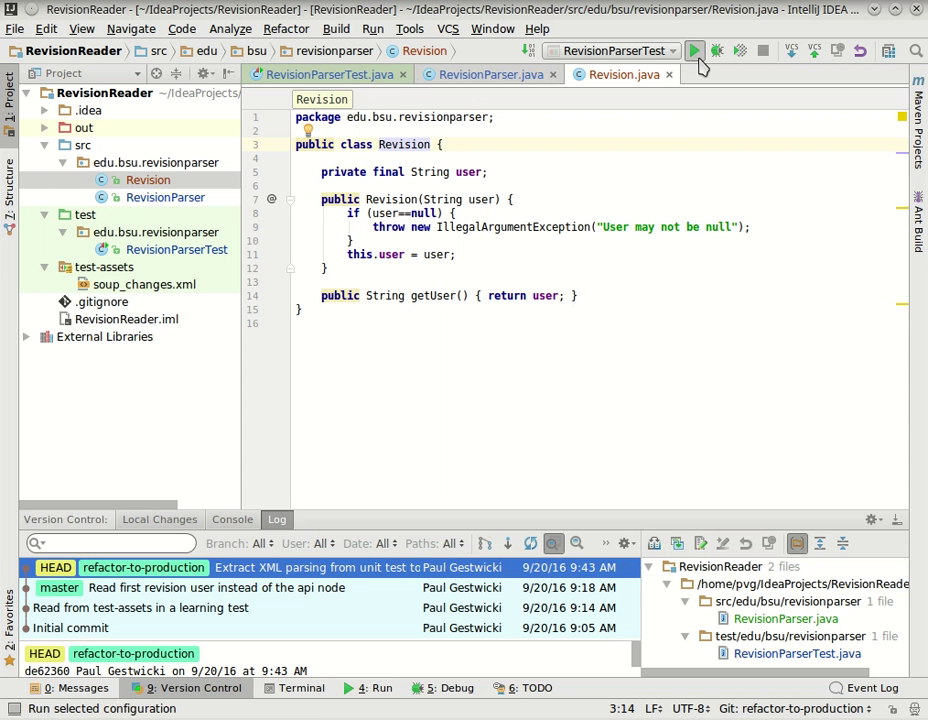 RevisionReader - [~/IdeaProjects/RevisionReader] - [RevisionReader] - ~/IdeaProjects/RevisionReader/src/edu/bsu/revisionparser/Revision.java - IntelliJ IDEA ...
File Edit View Navigate Code Analyze Refactor Build Run Tools VCS Window Help
RevisionReader src edu bsu revisionparser Revision RevisionParserTest VCS VCS
Project RevisionParserTest.java RevisionParser.java Revision.java
1: Project
7: Structure
2: Favorites
RevisionReader ~/IdeaProjects/
.idea
out
src
edu.bsu.revisionparser
Revision
RevisionParser
test
edu.bsu.revisionparser
RevisionParserTest
test-assets
soup_changes.xml
.gitignore
RevisionReader.iml
External Libraries
Revision
1 package edu.bsu.revisionparser;
2
3 public class Revision {
4
5 private final String user;
6
7 @ public Revision(String user) {
8 if (user==null) {
9 throw new IllegalArgumentException("User may not be null");
10 }
11 this.user = user;
12 }
13
14 public String getUser() { return user; }
15 }
16
Maven Projects
Ant Build
Version Control: Local Changes Console Log
Branch: All User: All Date: All Paths: All
HEAD refactor-to-production Extract XML parsing from unit test to Paul Gestwicki 9/20/16 9:43 AM
master Read first revision user instead of the api node Paul Gestwicki 9/20/16 9:18 AM
Read from test-assets in a learning test Paul Gestwicki 9/20/16 9:14 AM
Initial commit Paul Gestwicki 9/20/16 9:05 AM
HEAD refactor-to-production
de62360 Paul Gestwicki on 9/20/16 at 9:43 AM
RevisionReader 2 files
/home/pvg/IdeaProjects/RevisionReade
src/edu/bsu/revisionparser 1 file
RevisionParser.java
test/edu/bsu/revisionparser 1 file
RevisionParserTest.java
0: Messages 9: Version Control Terminal 4: Run 5: Debug 6: TODO Event Log
Run selected configuration 3:14 LF÷ UTF-8÷ Git: refactor-to-production÷